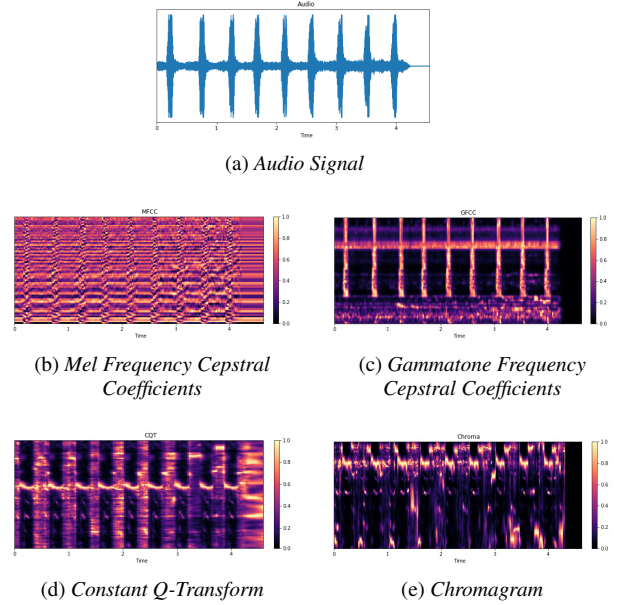 Audio
0 1 2 3 4
Time
(a) Audio Signal
MFCC
1.0
0.8
0.6
0.4
0.2
0.0
0 1 2 3 4
Time
(b) Mel Frequency Cepstral
Coefficients
GFCC
1.0
0.8
0.6
0.4
0.2
0.0
0 1 2 3 4
Time
(c) Gammatone Frequency
Cepstral Coefficients
CQT
1.0
0.8
0.6
0.4
0.2
0.0
0 1 2 3 4
Time
(d) Constant Q-Transform
Chroma
1.0
0.8
0.6
0.4
0.2
0.0
0 1 2 3 4
Time
(e) Chromagram